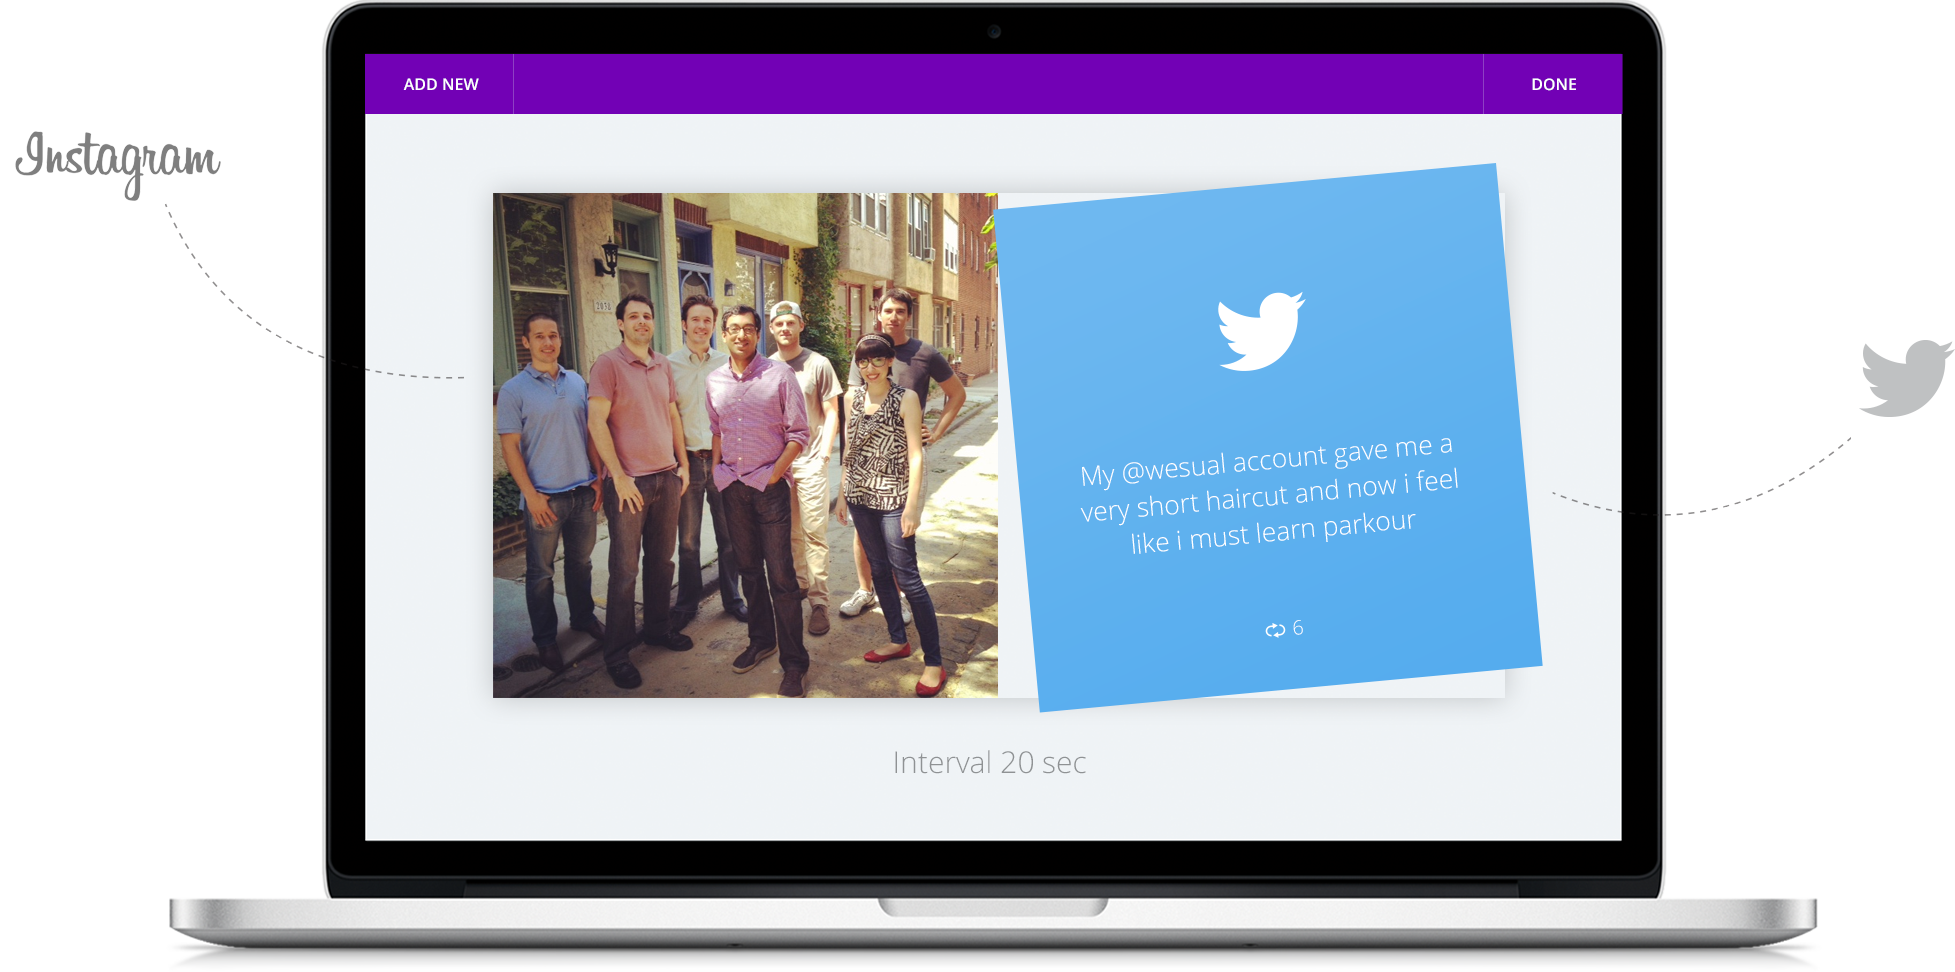 ADD NEW
DONE
Instagram
2038
My @wesual account gave me a
very short haircut and now i feel
like i must learn parkour
6
Interval 20 sec